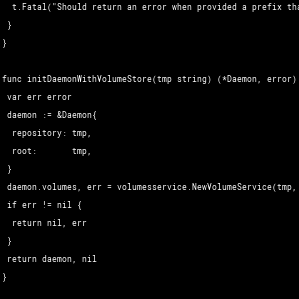 t.Fatal("Should return an error when provided a prefix tha
}
}
func initDaemonWithVolumeStore(tmp string) (*Daemon, error)
var err error
daemon := &Daemon{
repository: tmp,
root:       tmp,
}
daemon.volumes, err = volumesservice.NewVolumeService(tmp,
if err != nil {
return nil, err
}
return daemon, nil
}